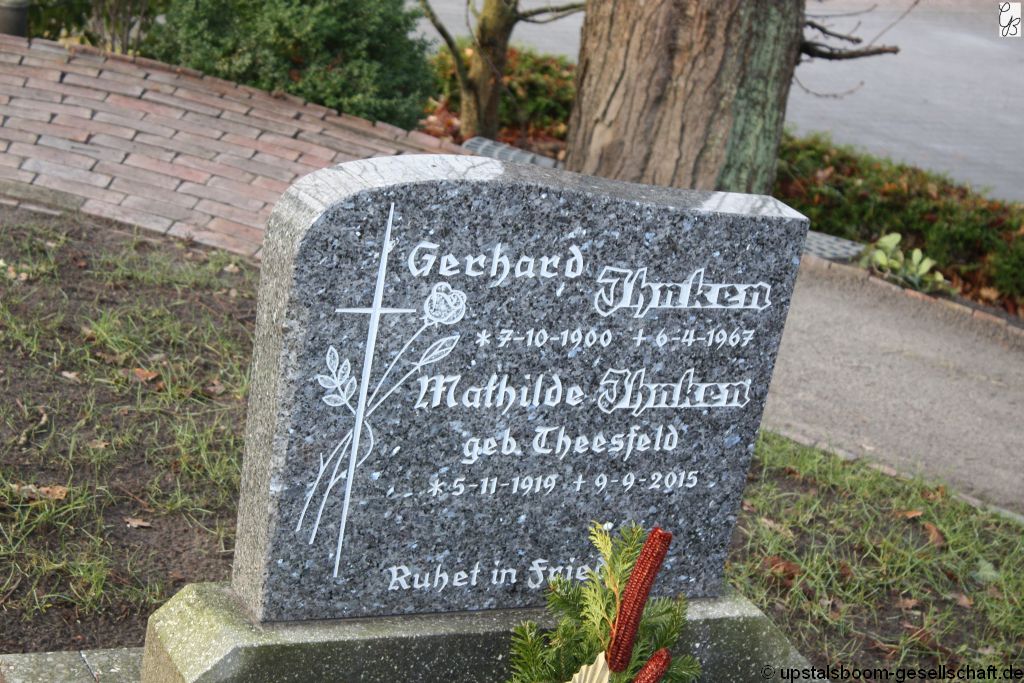 Gerhard Ihnken
*7-10-1900 +6-4-1967
Mathilde Ihnken
geb. Theesfeld
*5-11-1919 +9-9-2015
Ruhet in
© upstalsboom-gesellschaft.de